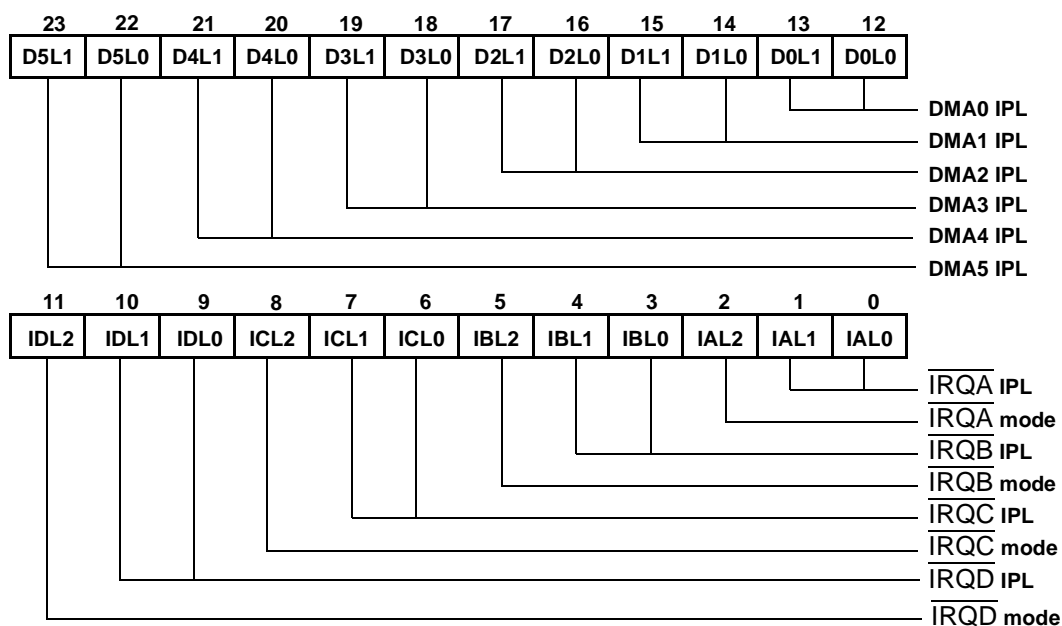 23 22 21 20 19 18 17 16 15 14 13 12
D5L1 D5L0 D4L1 D4L0 D3L1 D3L0 D2L1 D2L0 D1L1 D1L0 D0L1 D0L0
DMA0 IPL
DMA1 IPL
DMA2 IPL
DMA3 IPL
DMA4 IPL
DMA5 IPL
11 10 9 8 7 6 5 4 3 2 1 0
IDL2 IDL1 IDL0 ICL2 ICL1 ICL0 IBL2 IBL1 IBL0 IAL2 IAL1 IAL0
IRQA IPL
IRQA mode
IRQB IPL
IRQB mode
IRQC IPL
IRQC mode
IRQD IPL
IRQD mode